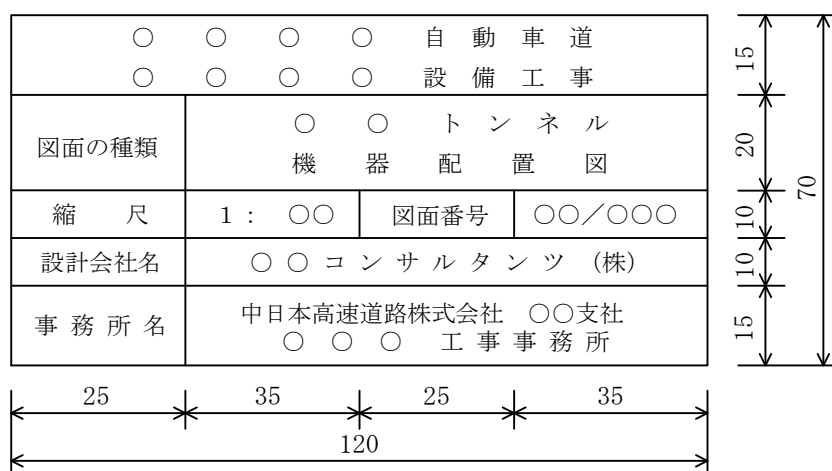 ○ ○ ○ ○ 自動車道
○ ○ ○ ○ 設備工事
図面の種類
○ ○ トンネル
機器配置図
縮 尺
1： ○○
図面番号
○○／○○○
設計会社名
○○コンサルタンツ (株)
事務所名
中日本高速道路株式会社 ○○支社
○ ○ ○ 工事事務所
15
20
10
10
15
70
25
35
25
35
120